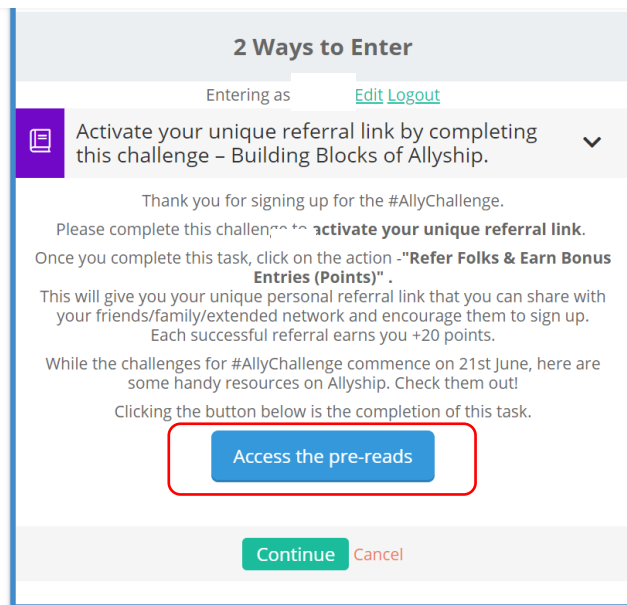 2 Ways to Enter
Entering as Edit Logout
Activate your unique referral link by completing
this challenge – Building Blocks of Allyship.
Thank you for signing up for the #AllyChallenge.
Please complete this challenge to activate your unique referral link.
Once you complete this task, click on the action -"Refer Folks & Earn Bonus
Entries (Points)" .
This will give you your unique personal referral link that you can share with
your friends/family/extended network and encourage them to sign up.
Each successful referral earns you +20 points.
While the challenges for #AllyChallenge commence on 21st June, here are
some handy resources on Allyship. Check them out!
Clicking the button below is the completion of this task.
Access the pre-reads
Continue Cancel